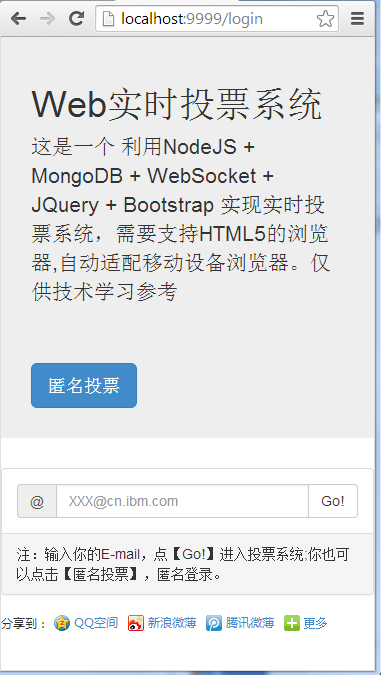 localhost:9999/login
Web实时投票系统
这是一个 利用NodeJS +
MongoDB + WebSocket +
JQuery + Bootstrap 实现实时投
票系统，需要支持HTML5的浏览
器,自动适配移动设备浏览器。仅
供技术学习参考
匿名投票
@ XXX@cn.ibm.com Go!
注：输入你的E-mail，点【Go!】进入投票系统;你也可
以点击【匿名投票】，匿名登录。
分享到： QQ空间 新浪微薄 腾讯微薄 更多